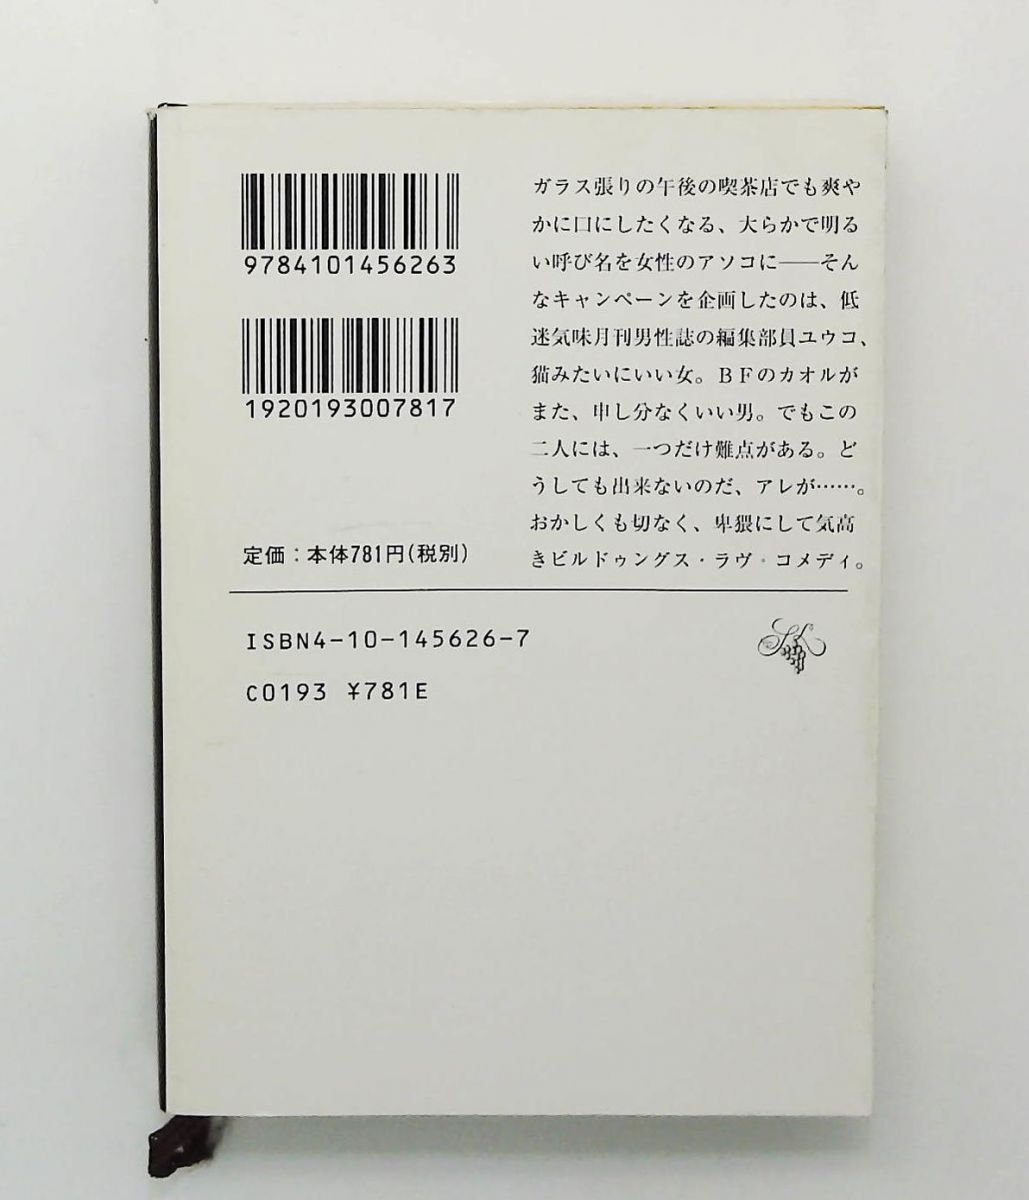 9784101456263
1920193007817
定価：本体781円(税別)
ガラス張りの午後の喫茶店でも爽や
かに口にしたくなる、大らかで明る
い呼び名を女性のアソコに――そん
なキャンペーンを企画したのは、低
迷気味月刊男性誌の編集部員ユウコ、
猫みたいにいい女。ＢＦのカオルが
また、申し分なくいい男。でもこの
二人には、一つだけ難点がある。ど
うしても出来ないのだ、アレが……。
おかしくも切なく、卑猥にして気高
きビルドゥングス・ラヴ・コメディ。
ISBN4-10-145626-7
C0193 ¥781E